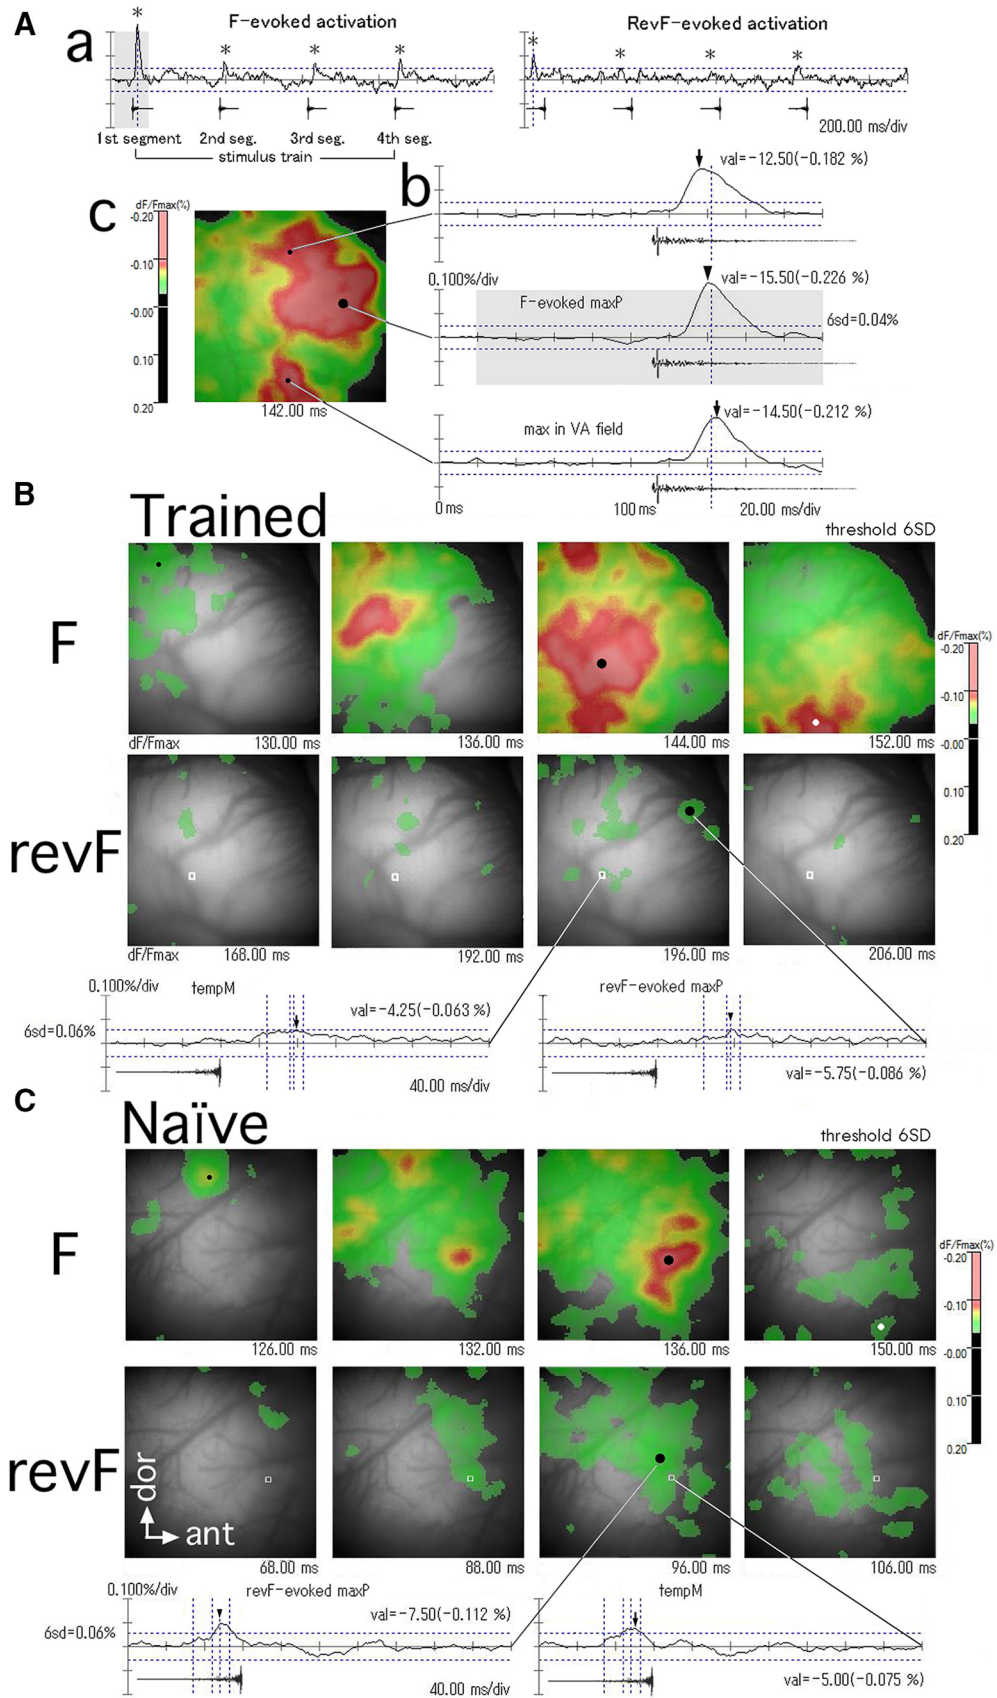 A
a
F-evoked activation
RevF-evoked activation
* * * *
* * * *
1st segment 2nd seg. 3rd seg. 4th seg.
stimulus train
200.00 ms/div
b
val=-12.50(-0.182 %)
c
dF/Fmax(%)
-0.20
-0.10
-0.00
0.10
0.20
142.00 ms
0.100%/div
F-evoked maxP
val=-15.50(-0.226 %)
6sd=0.04%
max in VA field
val=-14.50(-0.212 %)
0 ms 100 ms 20.00 ms/div
B
Trained
threshold 6SD
F
dF/Fmax 130.00 ms
136.00 ms
144.00 ms
152.00 ms
dF/Fmax(%)
-0.20
-0.10
-0.00
0.10
0.20
revF
dF/Fmax 168.00 ms
192.00 ms
196.00 ms
206.00 ms
0.100%/div
tempM
val=-4.25(-0.063 %)
6sd=0.06%
40.00 ms/div
revF-evoked maxP
val=-5.75(-0.086 %)
C
Naïve
threshold 6SD
F
126.00 ms
132.00 ms
136.00 ms
150.00 ms
dF/Fmax(%)
-0.20
-0.10
-0.00
0.10
0.20
revF
dor
ant
68.00 ms
88.00 ms
96.00 ms
106.00 ms
0.100%/div
revF-evoked maxP
val=-7.50(-0.112 %)
6sd=0.06%
40.00 ms/div
tempM
val=-5.00(-0.075 %)